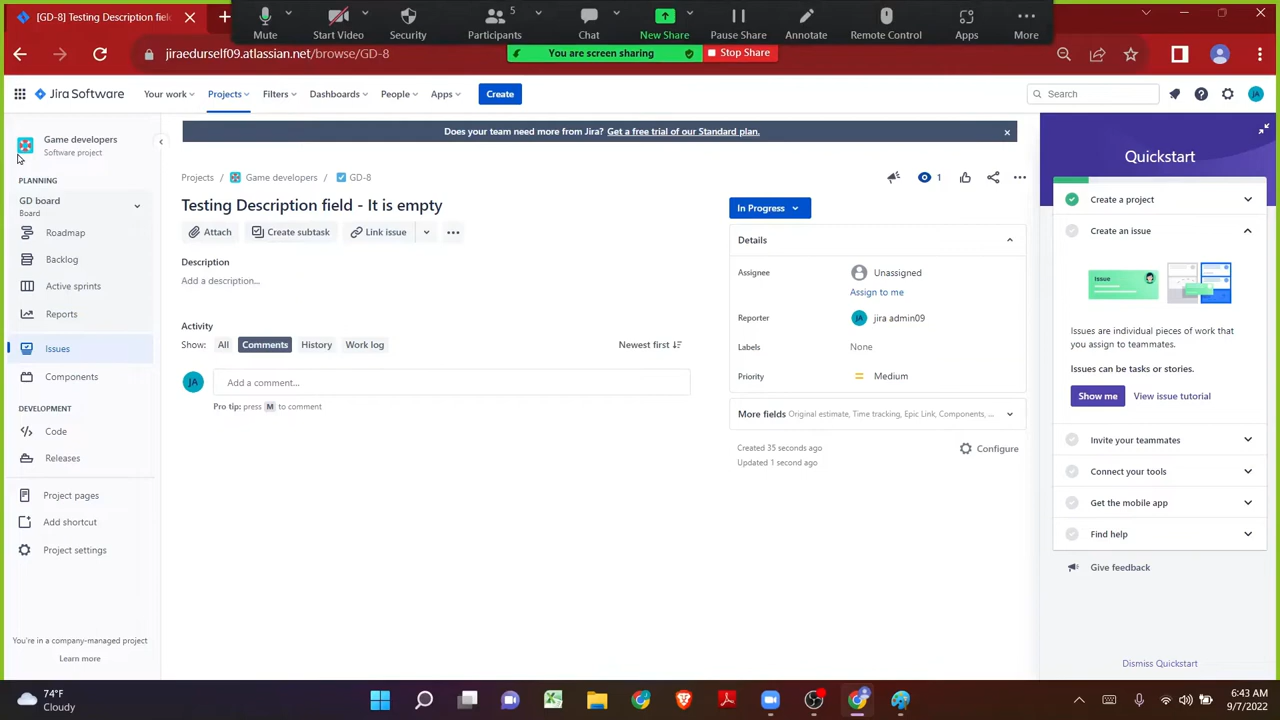 [GD-8] Testing Description fiel
Mute
Start Video
Security
5
Participants
Chat
New Share
Pause Share
Annotate
Remote Control
Apps
More
You are screen sharing
Stop Share
jiraedurself09.atlassian.net/browse/GD-8
Jira Software
Your work
Projects
Filters
Dashboards
People
Apps
Create
Search
JA
Game developers
Software project
PLANNING
GD board
Board
Roadmap
Backlog
Active sprints
Reports
Issues
Components
DEVELOPMENT
Code
Releases
Project pages
Add shortcut
Project settings
You're in a company-managed project
Learn more
Does your team need more from Jira? Get a free trial of our Standard plan.
Projects / Game developers / GD-8
1
Testing Description field - It is empty
Attach
Create subtask
Link issue
Description
Add a description...
Activity
Show: All Comments History Work log
Newest first
JA
Add a comment...
Pro tip: press M to comment
In Progress
Details
Assignee
Unassigned
Assign to me
Reporter
JA
jira admin09
Labels
None
Priority
Medium
More fields Original estimate, Time tracking, Epic Link, Components, ...
Created 35 seconds ago
Updated 1 second ago
Configure
Quickstart
Create a project
Create an issue
Issue
Issues are individual pieces of work that
you assign to teammates.
Issues can be tasks or stories.
Show me
View issue tutorial
Invite your teammates
Connect your tools
Get the mobile app
Find help
Give feedback
Dismiss Quickstart
74°F
Cloudy
6:43 AM
9/7/2022